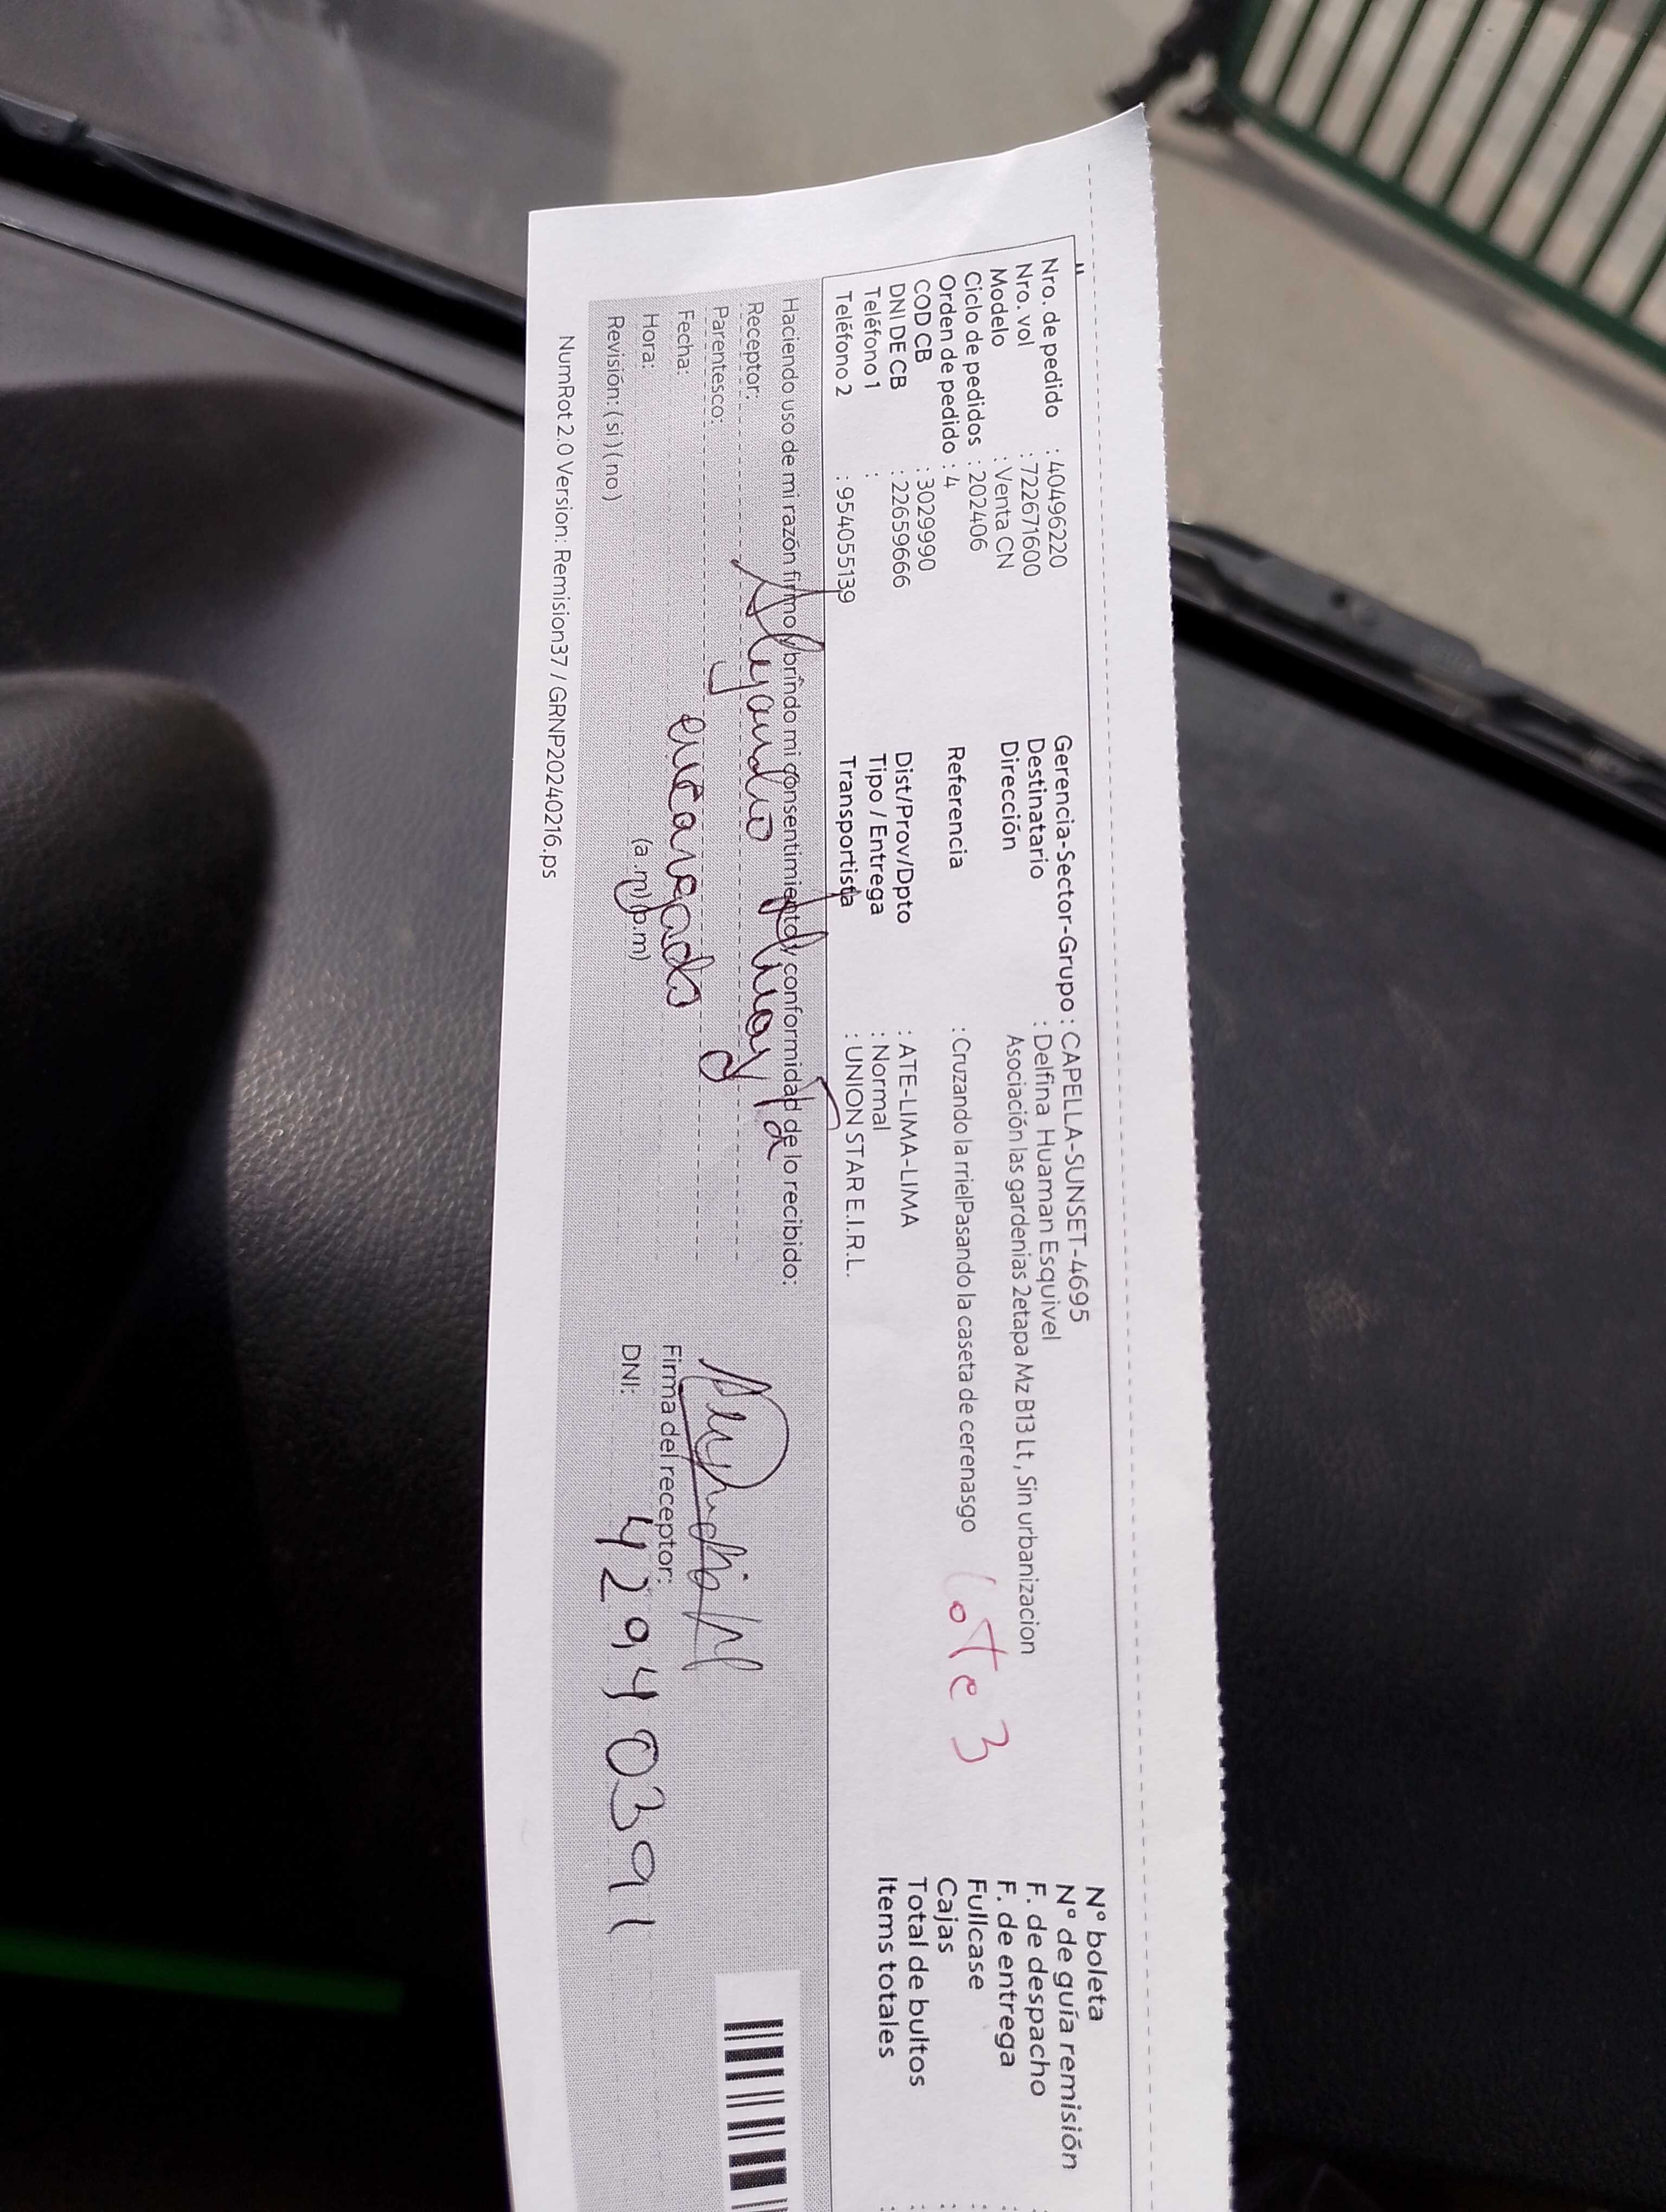 Nro. de pedido : 40496220
Nro. vol : 722671600
Modelo : Venta CN
Ciclo de pedidos : 202406
Orden de pedido : 4
COD CB : 3029990
DNI DE CB : 22659666
Teléfono 1 :
Teléfono 2 : 954055139
Gerencia-Sector-Grupo : CAPELLA-SUNSET-4695
Destinatario : Delfina Huaman Esquivel
Dirección Asociación las gardenias 2etapa Mz B13 Lt , Sin urbanizacion
Referencia : Cruzando la rrielPasando la caseta de cerenasgo
lote 3
Dist/Prov/Dpto : ATE-LIMA-LIMA
Tipo / Entrega : Normal
Transportista : UNION STAR E.I.R.L.
N° boleta
N° de guía remisión
F. de despacho
F. de entrega
Fullcase
Cajas
Total de bultos
Items totales
Haciendo uso de mi razón firmo y brindo mi consentimiento y conformidad de lo recibido:
Receptor:
Parentesco: encargado
Fecha:
Hora: (a.m) (p.m)
Revisión: ( si ) ( no )
Firma del receptor:
DNI: 42940391
NumRot 2.0 Version: Remision37 / GRNP20240216.ps